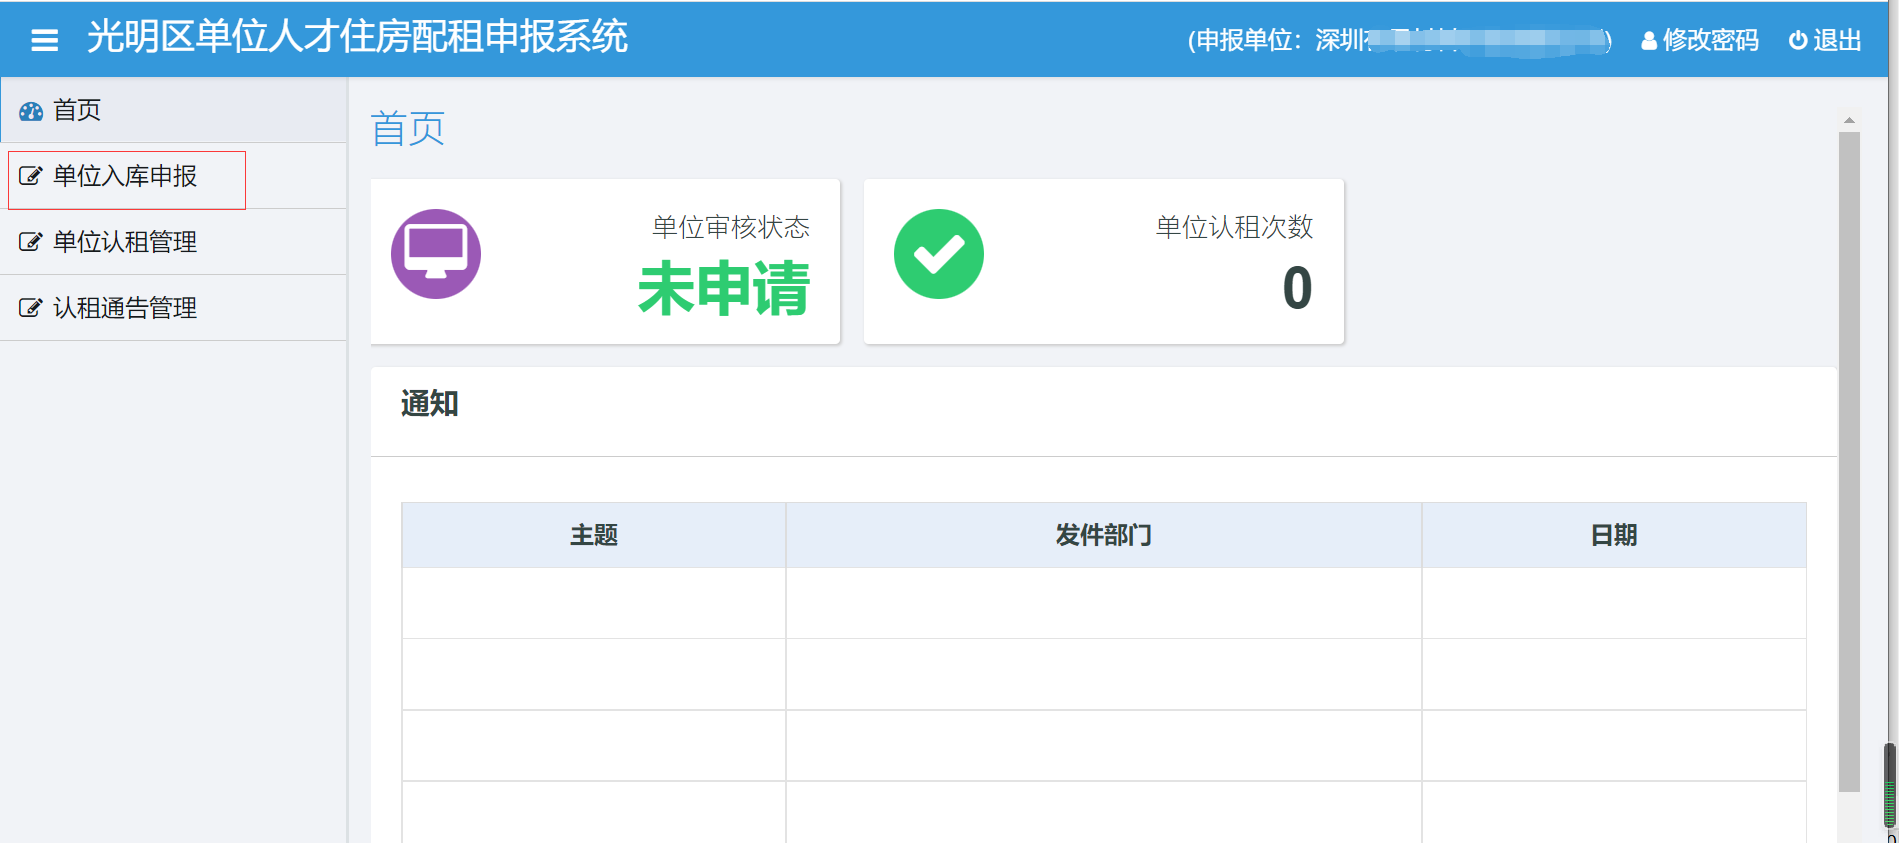 光明区单位人才住房配租申报系统
(申报单位：深圳
)
修改密码
退出
首页
单位入库申报
单位认租管理
认租通告管理
首页
单位审核状态
未申请
单位认租次数
0
通知
主题
发件部门
日期